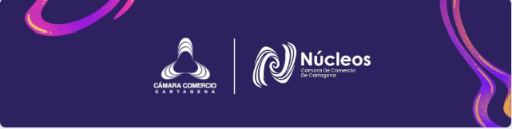 CÁMARA COMERCIO
CARTAGENA
Núcleos
Cámara De Comercio
De Cartagena